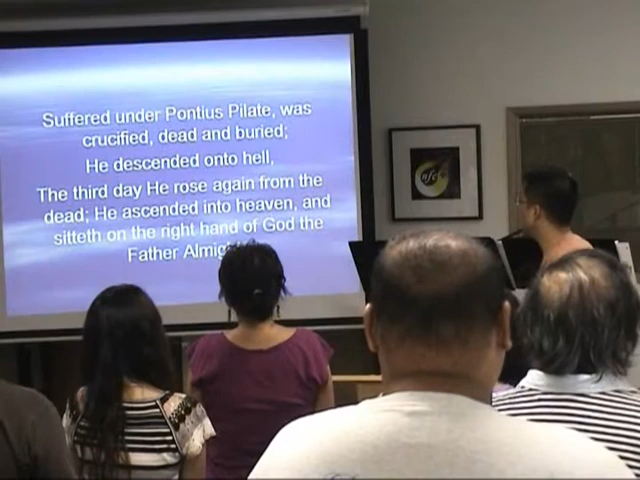 Suffered under Pontius Pilate, was
crucified, dead and buried;
He descended onto hell,
The third day He rose again from the
dead; He ascended into heaven, and
sitteth on the right hand of God the
Father